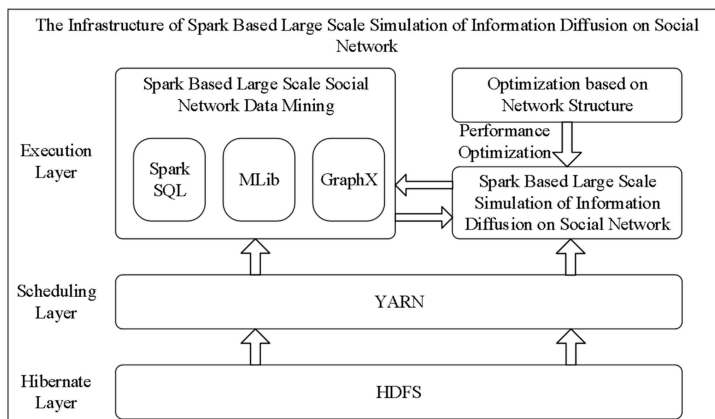 The Infrastructure of Spark Based Large Scale Simulation of Information Diffusion on Social
Network
Execution
Layer
Spark Based Large Scale Social
Network Data Mining
Spark
SQL
MLib
GraphX
Optimization based on
Network Structure
Performance
Optimization
Spark Based Large Scale
Simulation of Information
Diffusion on Social Network
Scheduling
Layer
YARN
Hibernate
Layer
HDFS